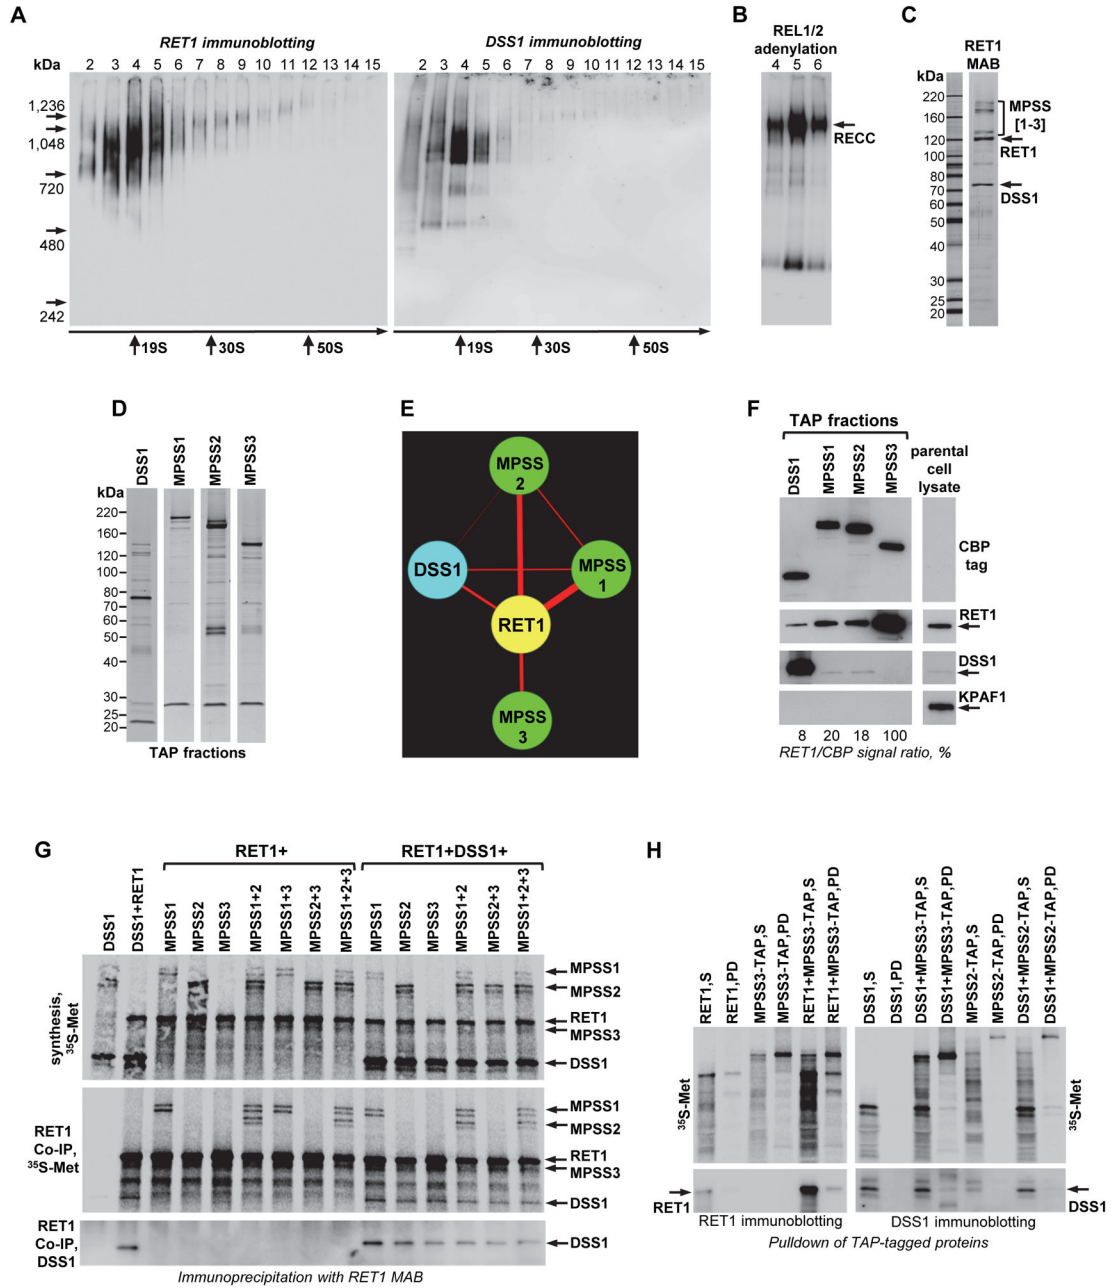 A
RET1 immunoblotting
DSS1 immunoblotting
kDa
2 3 4 5 6 7 8 9 10 11 12 13 14 15
2 3 4 5 6 7 8 9 10 11 12 13 14 15
1,236
1,048
720
480
242
19S 30S 50S
19S 30S 50S
B
REL1/2
adenylation
4 5 6
RECC
C
RET1
MAB
kDa
220
160
120
100
80
70
60
50
40
30
25
20
MPSS
[1-3]
RET1
DSS1
D
DSS1
MPSS1
MPSS2
MPSS3
kDa
220
160
120
100
80
70
60
50
40
30
25
20
TAP fractions
E
MPSS
2
DSS1
MPSS
1
RET1
MPSS
3
F
TAP fractions
DSS1
MPSS1
MPSS2
MPSS3
parental
cell
lysate
CBP
tag
RET1
DSS1
KPAF1
8 20 18 100
RET1/CBP signal ratio, %
G
RET1+
RET1+DSS1+
DSS1
DSS1+RET1
MPSS1
MPSS2
MPSS3
MPSS1+2
MPSS1+3
MPSS2+3
MPSS1+2+3
MPSS1
MPSS2
MPSS3
MPSS1+2
MPSS2+3
MPSS1+2+3
synthesis,
35S-Met
MPSS1
MPSS2
RET1
MPSS3
DSS1
RET1
Co-IP,
35S-Met
MPSS1
MPSS2
RET1
MPSS3
DSS1
RET1
Co-IP,
DSS1
DSS1
Immunoprecipitation with RET1 MAB
H
RET1,S
RET1,PD
MPSS3-TAP,S
MPSS3-TAP,PD
RET1+MPSS3-TAP,S
RET1+MPSS3-TAP,PD
DSS1,S
DSS1,PD
DSS1+MPSS3-TAP,S
DSS1+MPSS3-TAP,PD
MPSS2-TAP,S
MPSS2-TAP,PD
DSS1+MPSS2-TAP,S
DSS1+MPSS2-TAP,PD
35S-Met
35S-Met
RET1
DSS1
RET1 immunoblotting
DSS1 immunoblotting
Pulldown of TAP-tagged proteins